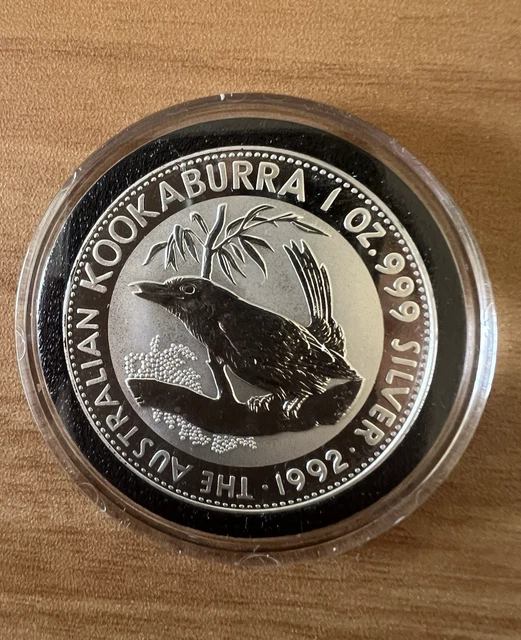 THE AUSTRALIAN KOOKABURRA 1 OZ. 999 SILVER
· 1992 ·